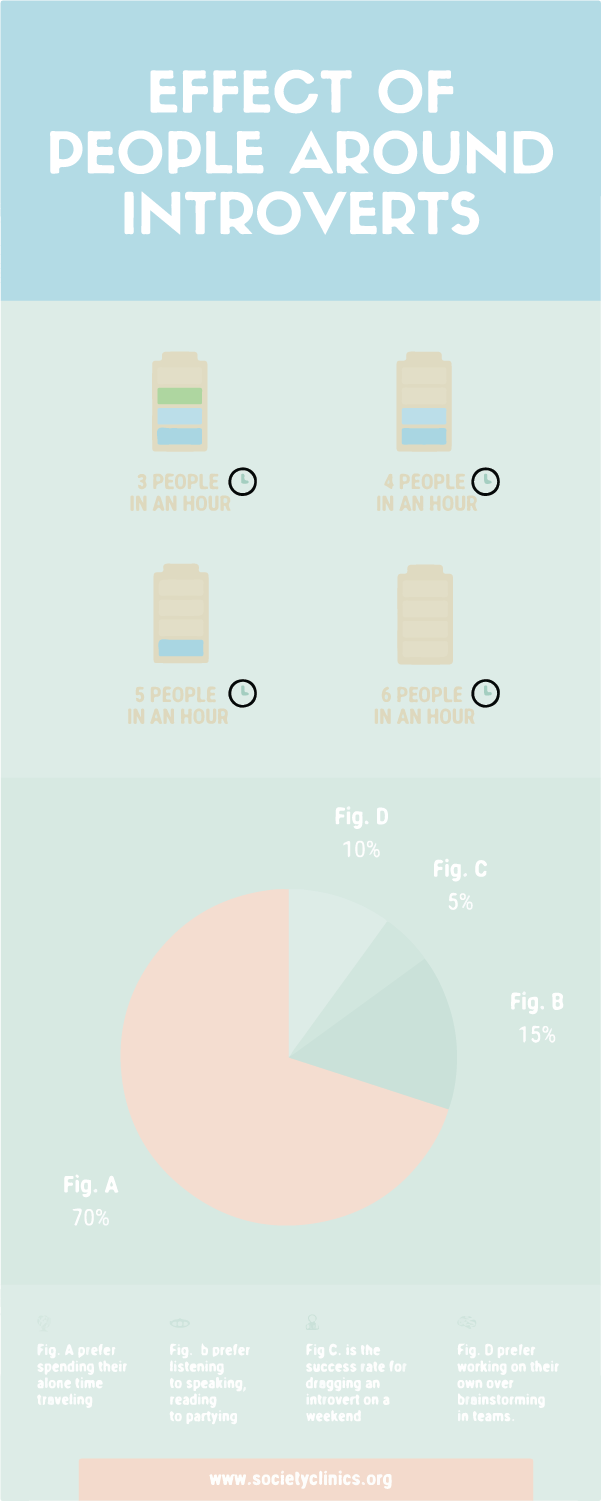 EFFECT OF
PEOPLE AROUND
INTROVERTS
3 PEOPLE
IN AN HOUR
4 PEOPLE
IN AN HOUR
5 PEOPLE
IN AN HOUR
6 PEOPLE
IN AN HOUR
Fig. D
10%
Fig. C
5%
Fig. B
15%
Fig. A
70%
Fig. A prefer
spending their
alone time
traveling
Fig. b prefer
listening
to speaking,
reading
to partying
Fig C. is the
success rate for
dragging an
introvert on a
weekend
Fig. D prefer
working on their
own over
brainstorming
in teams.
www.societyclinics.org